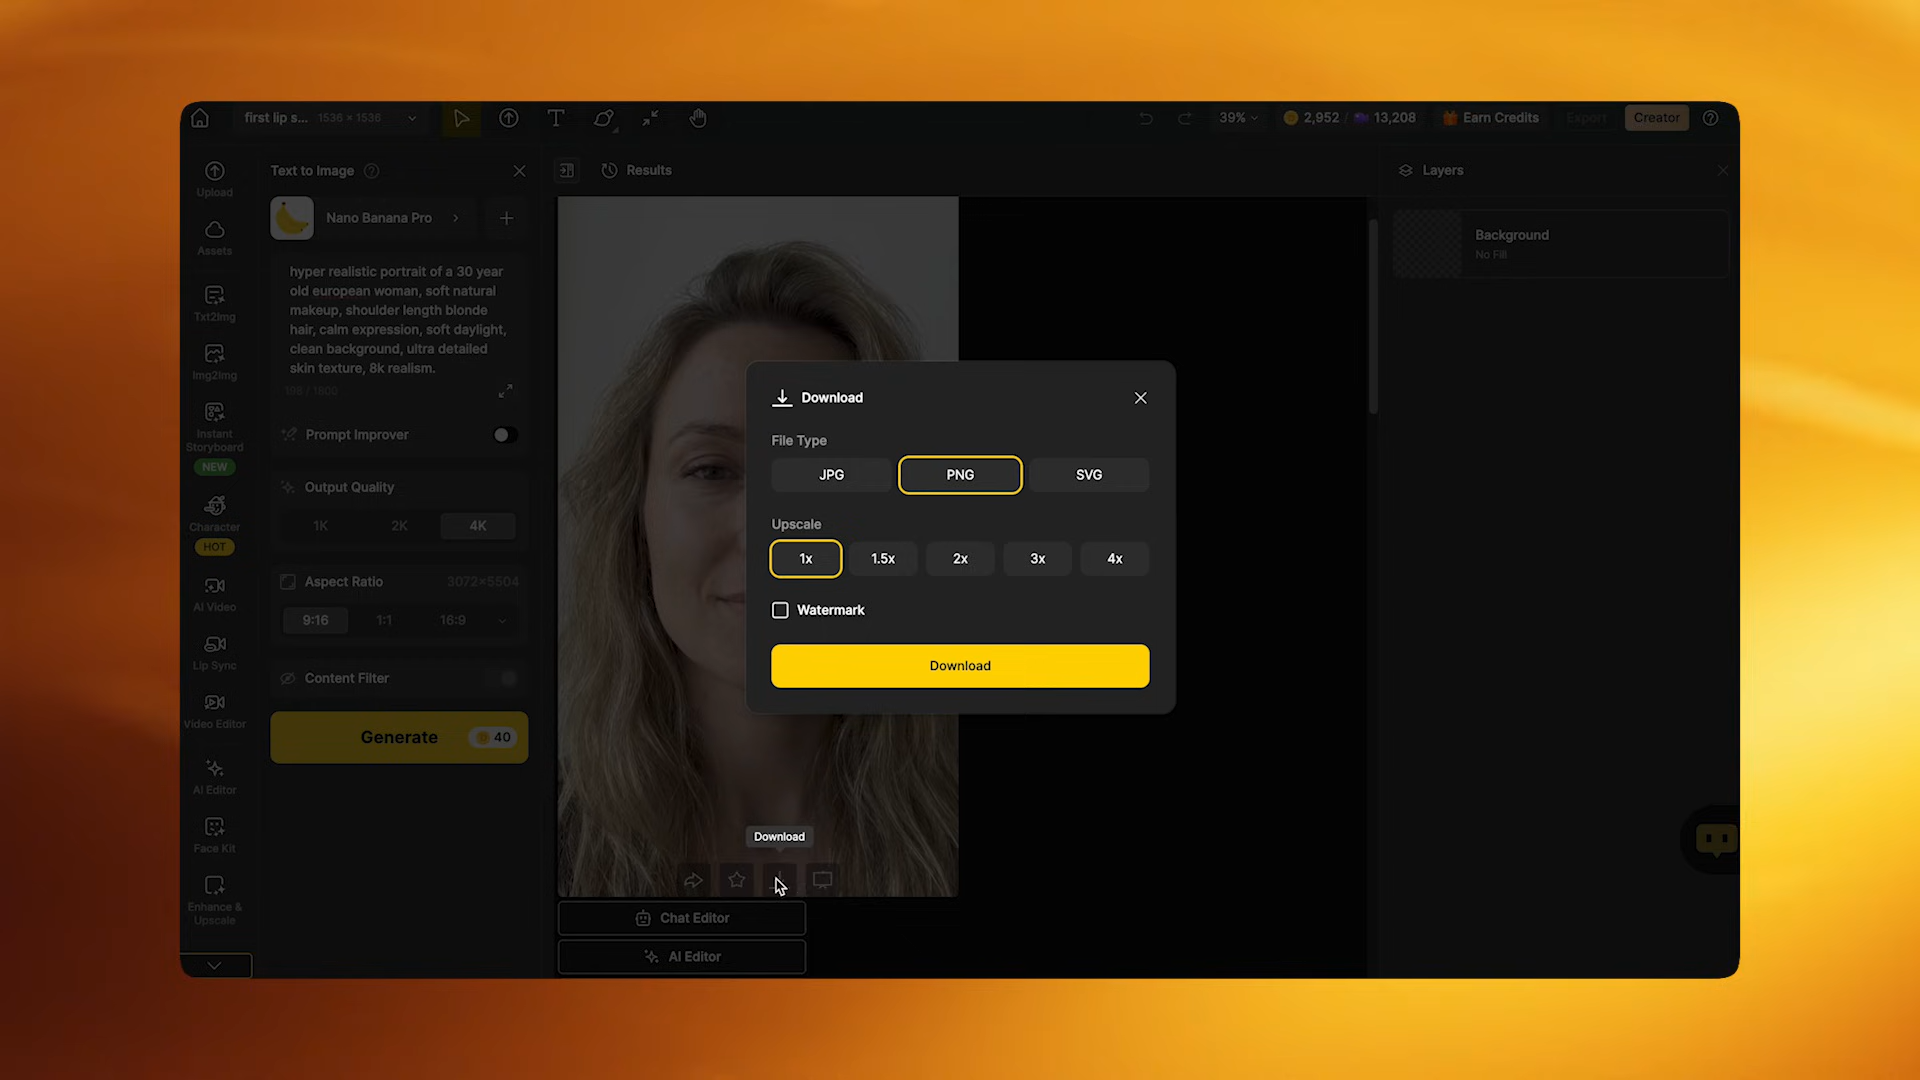 first lip s... 1536 × 1536
39%
2,952 / 13,208
Earn Credits
Export
Creator
Upload
Assets
Txt2Img
Img2Img
Instant
Storyboard
NEW
Character
HOT
AI Video
Lip Sync
Video Editor
AI Editor
Face Kit
Enhance &
Upscale
Text to Image
Nano Banana Pro
hyper realistic portrait of a 30 year
old european woman, soft natural
makeup, shoulder length blonde
hair, calm expression, soft daylight,
clean background, ultra detailed
skin texture, 8k realism.
198 / 1800
Prompt Improver
Output Quality
1K 2K 4K
Aspect Ratio 3072×5504
9:16 1:1 16:9
Content Filter
Generate 40
Results
Download
File Type
JPG PNG SVG
Upscale
1x 1.5x 2x 3x 4x
Watermark
Download
Download
Chat Editor
AI Editor
Layers
Background
No Fill